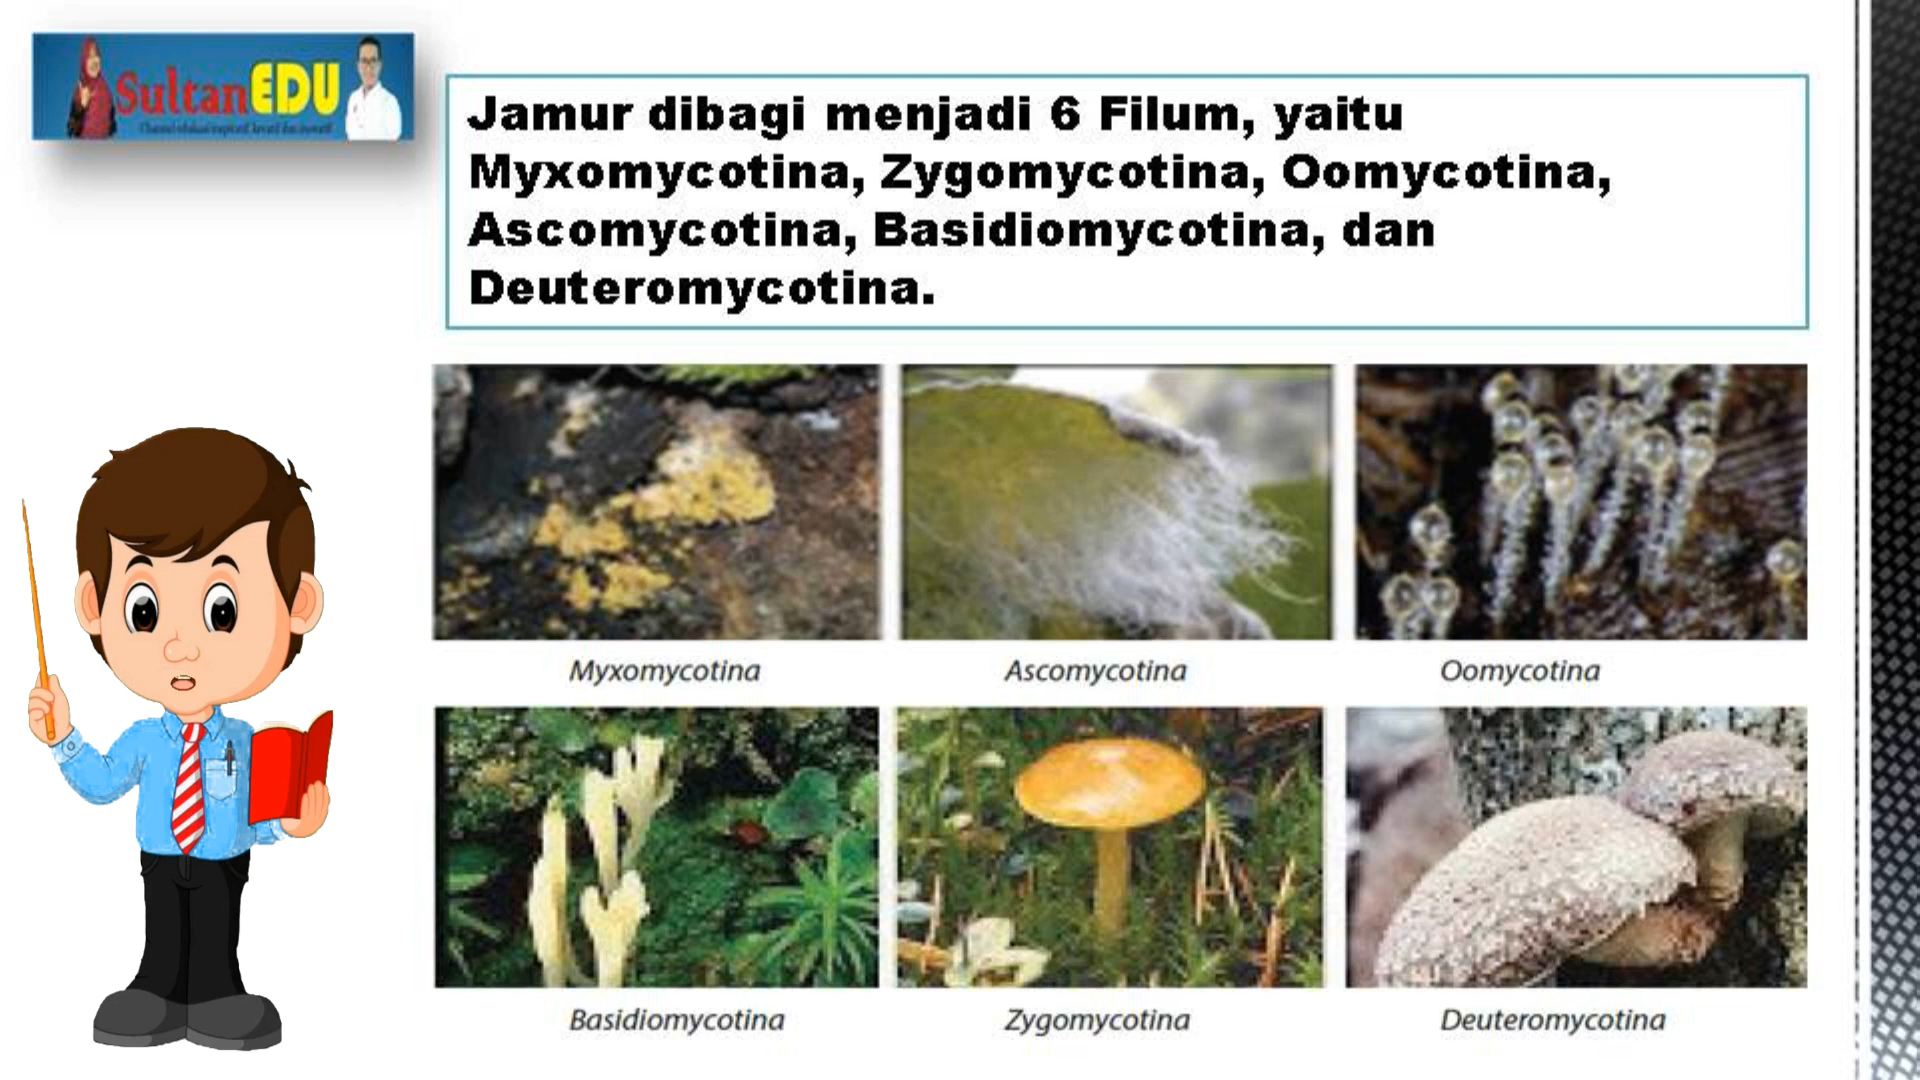 SultanEDU
Jamur dibagi menjadi 6 Filum, yaitu
Myxomycotina, Zygomycotina, Oomycotina,
Ascomycotina, Basidiomycotina, dan
Deuteromycotina.
Myxomycotina
Ascomycotina
Oomycotina
Basidiomycotina
Zygomycotina
Deuteromycotina